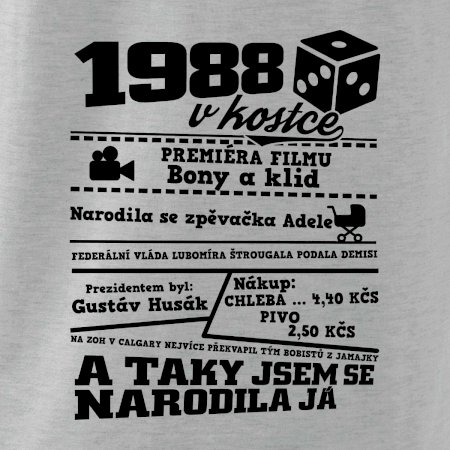 1988
v kostce
PREMIÉRA FILMU
Bony a klid
Narodila se zpěvačka Adele
FEDERÁLNÍ VLÁDA LUBOMÍRA ŠTROUGALA PODALA DEMISI
Prezidentem byl:
Gustáv Husák
Nákup:
CHLEBA ... 4,40 KČS
PIVO
2,50 KČS
NA ZOH V CALGARY NEJVÍCE PŘEKVAPIL TÝM BOBISTŮ Z JAMAJKY
A TAKY JSEM SE
NARODILA JÁ